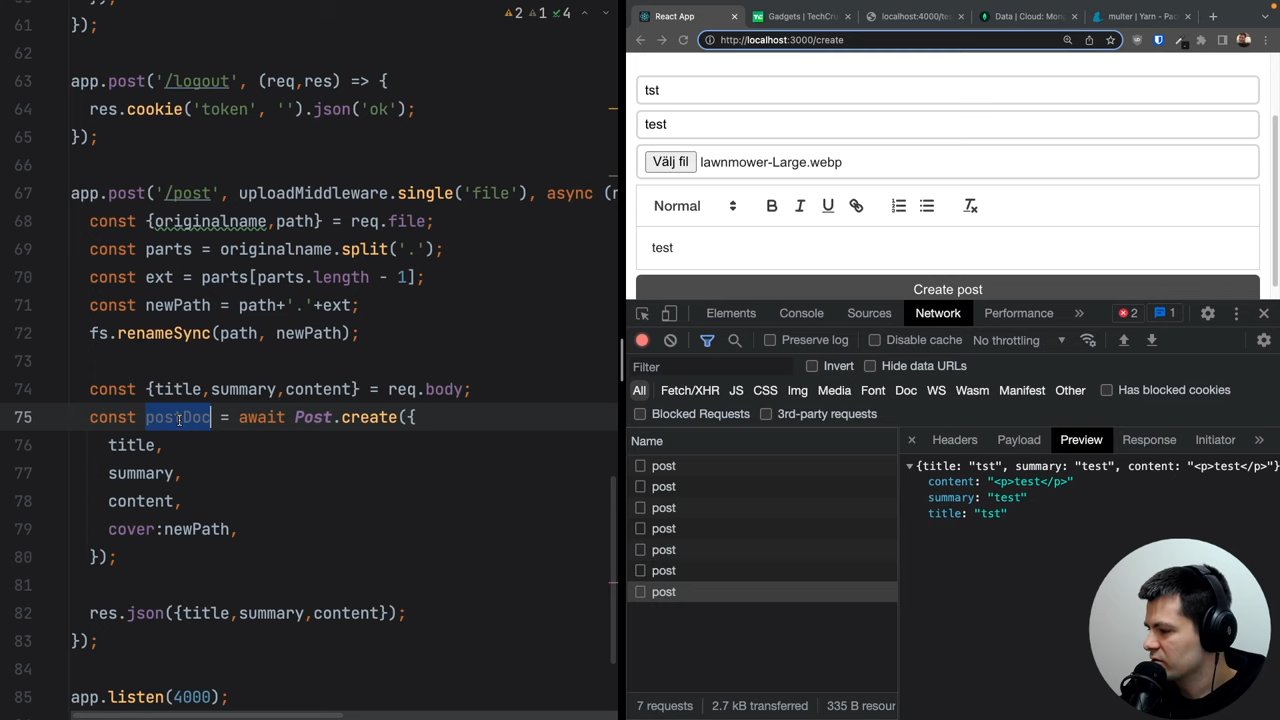 61 });
62
63 app.post('/logout', (req,res) => {
64 res.cookie('token', '').json('ok');
65 });
66
67 app.post('/post', uploadMiddleware.single('file'), async (r
68 const {originalname,path} = req.file;
69 const parts = originalname.split('.');
70 const ext = parts[parts.length - 1];
71 const newPath = path+'.'+ext;
72 fs.renameSync(path, newPath);
73
74 const {title,summary,content} = req.body;
75 const postDoc = await Post.create({
76 title,
77 summary,
78 content,
79 cover:newPath,
80 });
81
82 res.json({title,summary,content});
83 });
84
85 app.listen(4000);
2 1 4
React App
Gadgets | TechCru
localhost:4000/te
Data | Cloud: Mon
multer | Yarn - Pac
http://localhost:3000/create
tst
test
Välj fil lawnmower-Large.webp
Normal
test
Create post
Elements Console Sources Network Performance 2 1
Preserve log Disable cache No throttling
Filter Invert Hide data URLs
All Fetch/XHR JS CSS Img Media Font Doc WS Wasm Manifest Other Has blocked cookies
Blocked Requests 3rd-party requests
Name
post
post
post
post
post
post
post
7 requests 2.7 kB transferred 335 B resour
Headers Payload Preview Response Initiator
{title: "tst", summary: "test", content: "<p>test</p>"}
content: "<p>test</p>"
summary: "test"
title: "tst"